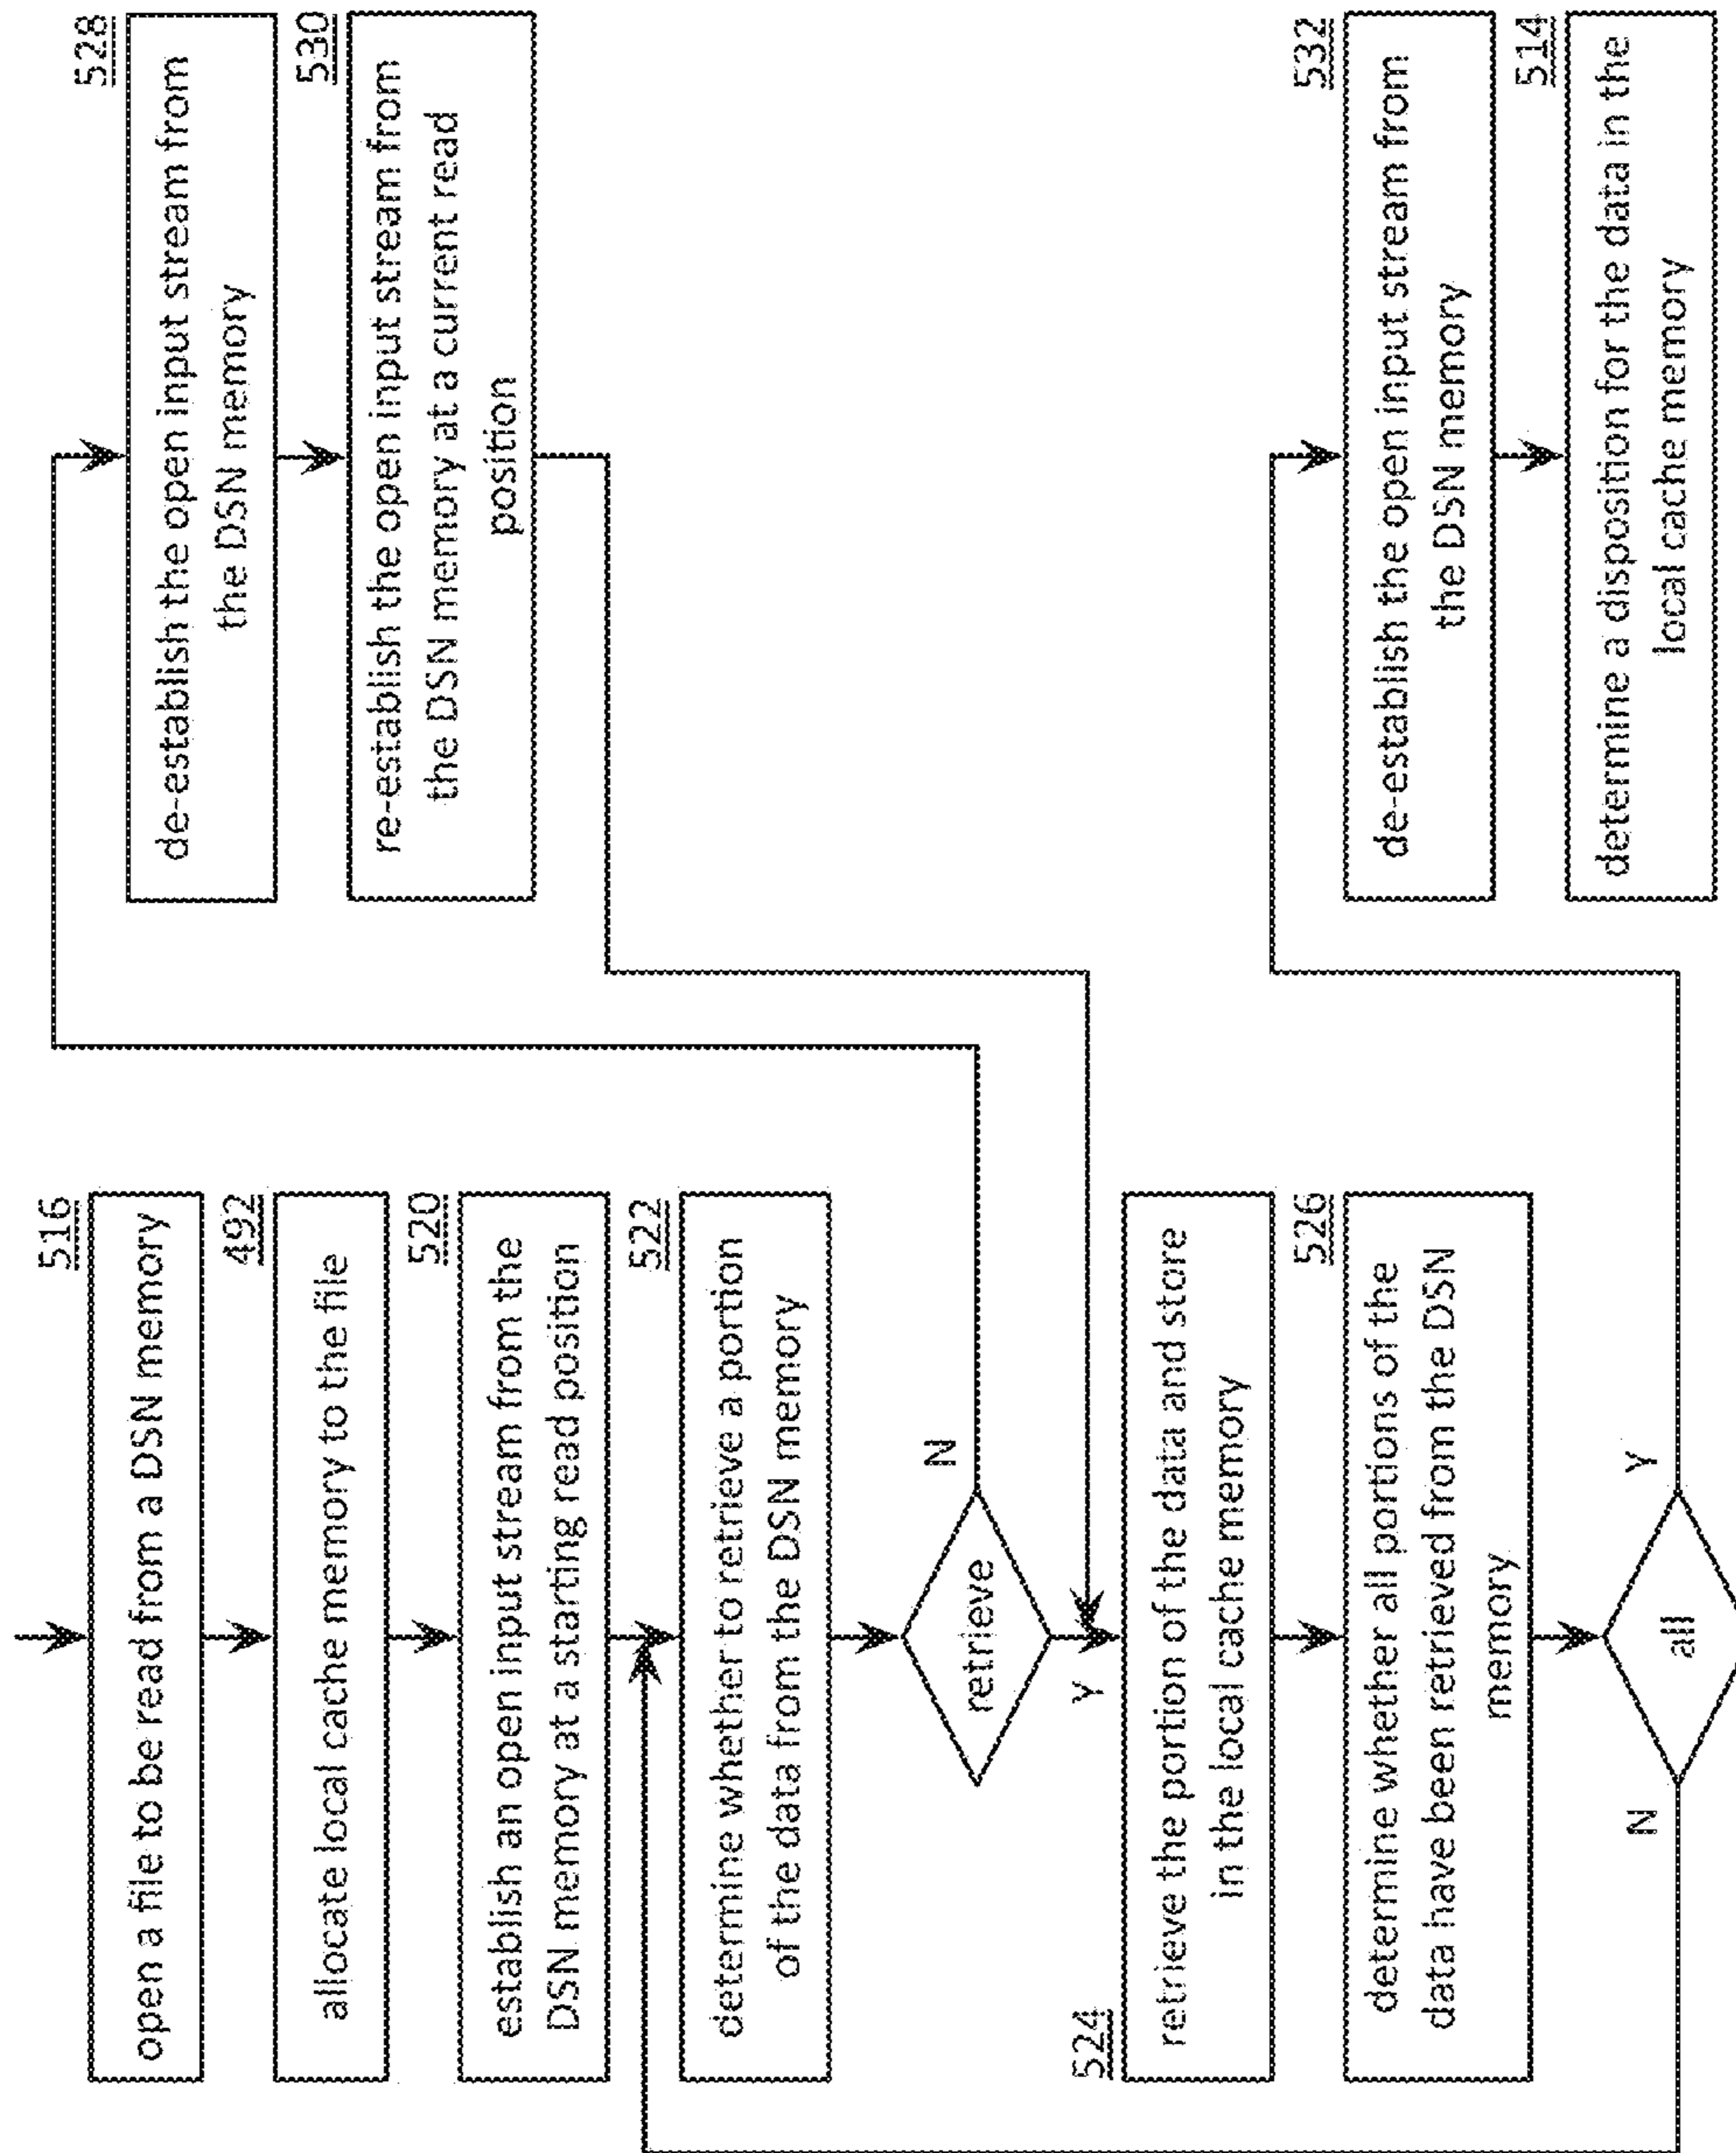 516
open a file to be read from a DSN memory
492
allocate local cache memory to the file
520
establish an open input stream from the
DSN memory at a starting read position
522
determine whether to retrieve a portion
of the data from the DSN memory
retrieve
N
Y
524
retrieve the portion of the data and store
in the local cache memory
526
determine whether all portions of the
data have been retrieved from the DSN
memory
all
N
Y
528
de-establish the open input stream from
the DSN memory
530
re-establish the open input stream from
the DSN memory at a current read
position
532
de-establish the open input stream from
the DSN memory
514
determine a disposition for the data in the
local cache memory